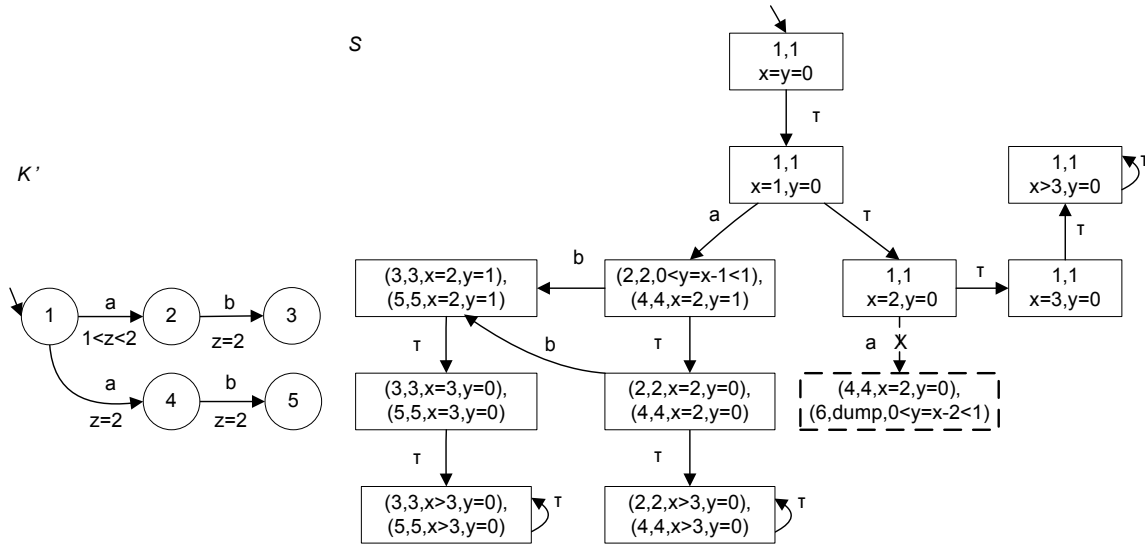 S
1,1
x=y=0
τ
1,1
x=1,y=0
a
τ
1,1
x>3,y=0
τ
τ
K'
(3,3,x=2,y=1),
(5,5,x=2,y=1)
b
(2,2,0<y=x-1<1),
(4,4,x=2,y=1)
1,1
x=2,y=0
τ
1,1
x=3,y=0
1
a
1<z<2
2
b
z=2
3
a
z=2
4
b
z=2
5
τ
b
τ
a
X
(3,3,x=3,y=0)
(5,5,x=3,y=0)
(2,2,x=2,y=0),
(4,4,x=2,y=0)
(4,4,x=2,y=0),
(6,dump,0<y=x-2<1)
τ
τ
(3,3,x>3,y=0),
(5,5,x>3,y=0)
τ
(2,2,x>3,y=0),
(4,4,x>3,y=0)
τ